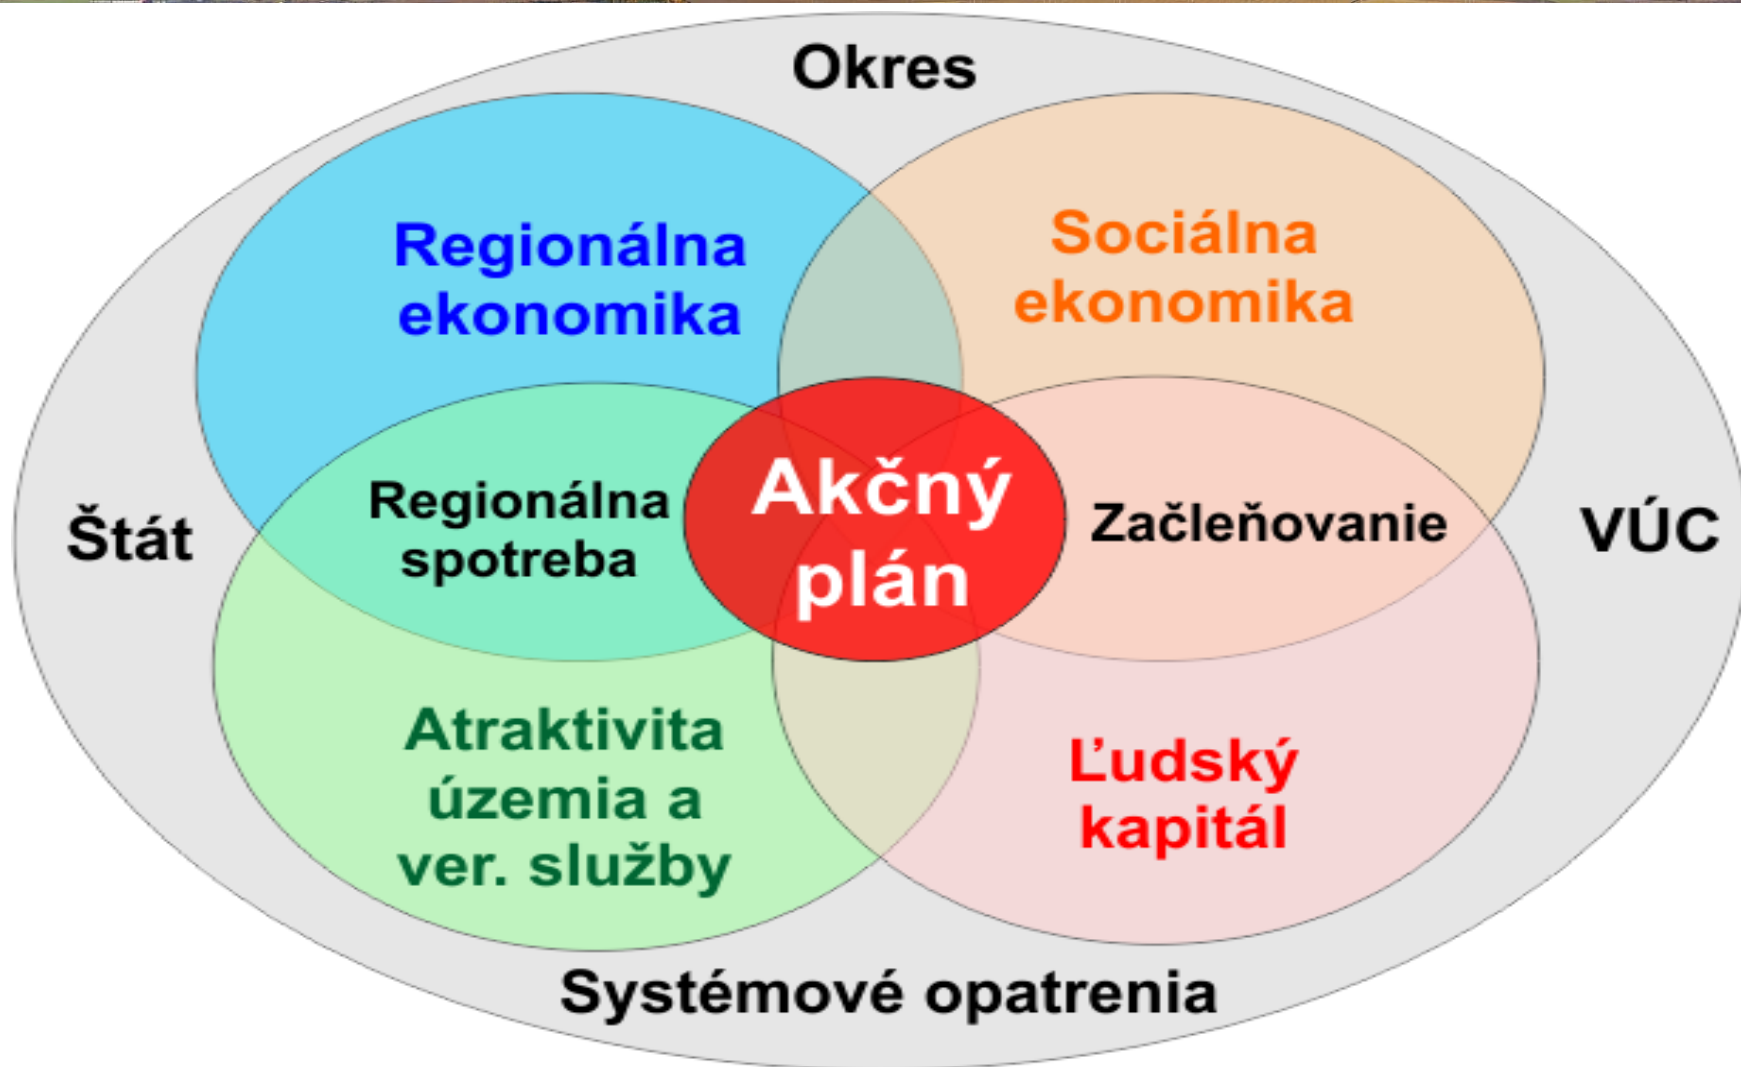 Okres
Regionálna
ekonomika
Sociálna
ekonomika
Štát
Regionálna
spotreba
Akčný
plán
Začleňovanie
VÚC
Atraktivita
územia a
ver. služby
Ľudský
kapitál
Systémové opatrenia